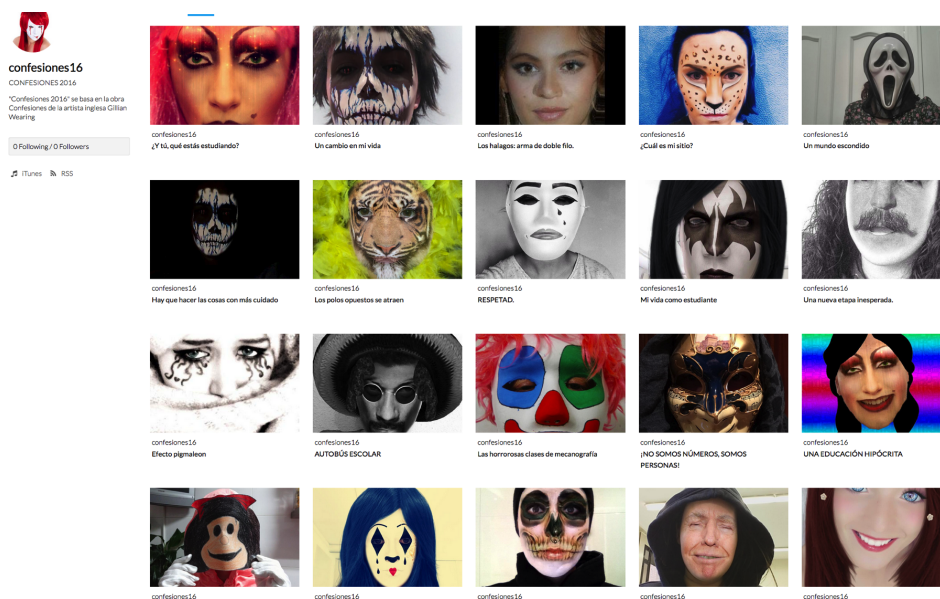 confesiones16
CONFESIONES 2016
"Confesiones 2016" se basa en la obra
Confesiones de la artista inglesa Gillian
Wearing
0 Following / 0 Followers
iTunes RSS
confesiones16
¿Y tú, qué estás estudiando?
confesiones16
Un cambio en mi vida
confesiones16
Los halagos: arma de doble filo.
confesiones16
¿Cuál es mi sitio?
confesiones16
Un mundo escondido
confesiones16
Hay que hacer las cosas con más cuidado
confesiones16
Los polos opuestos se atraen
confesiones16
RESPETAD.
confesiones16
Mi vida como estudiante
confesiones16
Una nueva etapa inesperada.
confesiones16
Efecto pigmaleon
confesiones16
AUTOBÚS ESCOLAR
confesiones16
Las horrorosas clases de mecanografía
confesiones16
¡NO SOMOS NÚMEROS, SOMOS
PERSONAS!
confesiones16
UNA EDUCACIÓN HIPÓCRITA
confesiones16
confesiones16
confesiones16
confesiones16
confesiones16